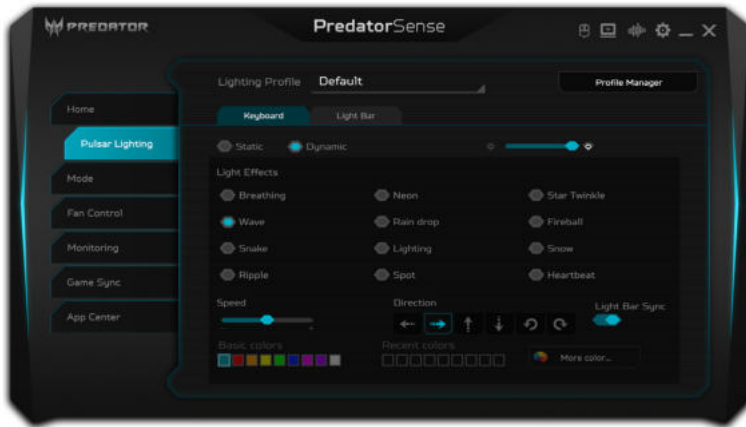 PREDATOR
PredatorSense
Lighting Profile Default
Profile Manager
Home
Pulsar Lighting
Mode
Fan Control
Monitoring
Game Sync
App Center
Keyboard Light Bar
Static Dynamic
Light Effects
Breathing Neon Star Twinkle
Wave Rain drop Fireball
Snake Lighting Snow
Ripple Spot Heartbeat
Speed Direction Light Bar Sync
Basic colors Recent colors
More color...